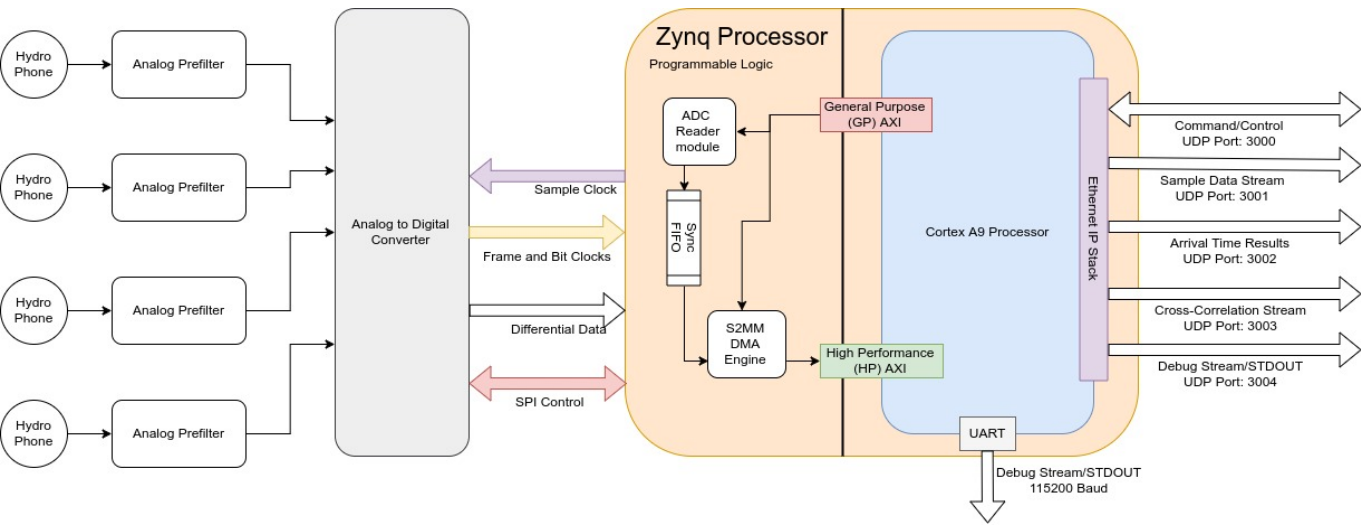 Hydro
Phone
Analog Prefilter
Hydro
Phone
Analog Prefilter
Hydro
Phone
Analog Prefilter
Hydro
Phone
Analog Prefilter
Analog to Digital
Converter
Sample Clock
Frame and Bit Clocks
Differential Data
SPI Control
Zynq Processor
Programmable Logic
ADC
Reader
module
Sync
FIFO
S2MM
DMA
Engine
General Purpose
(GP) AXI
High Performance
(HP) AXI
Cortex A9 Processor
Ethernet IP Stack
UART
Debug Stream/STDOUT
115200 Baud
Command/Control
UDP Port: 3000
Sample Data Stream
UDP Port: 3001
Arrival Time Results
UDP Port: 3002
Cross-Correlation Stream
UDP Port: 3003
Debug Stream/STDOUT
UDP Port: 3004